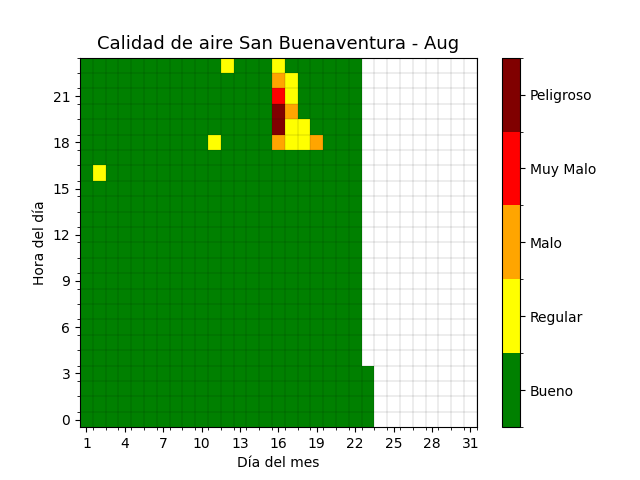 Calidad de aire San Buenaventura - Aug
Hora del día
21
18
15
12
9
6
3
0
1 4 7 10 13 16 19 22 25 28 31
Día del mes
Peligroso
Muy Malo
Malo
Regular
Bueno